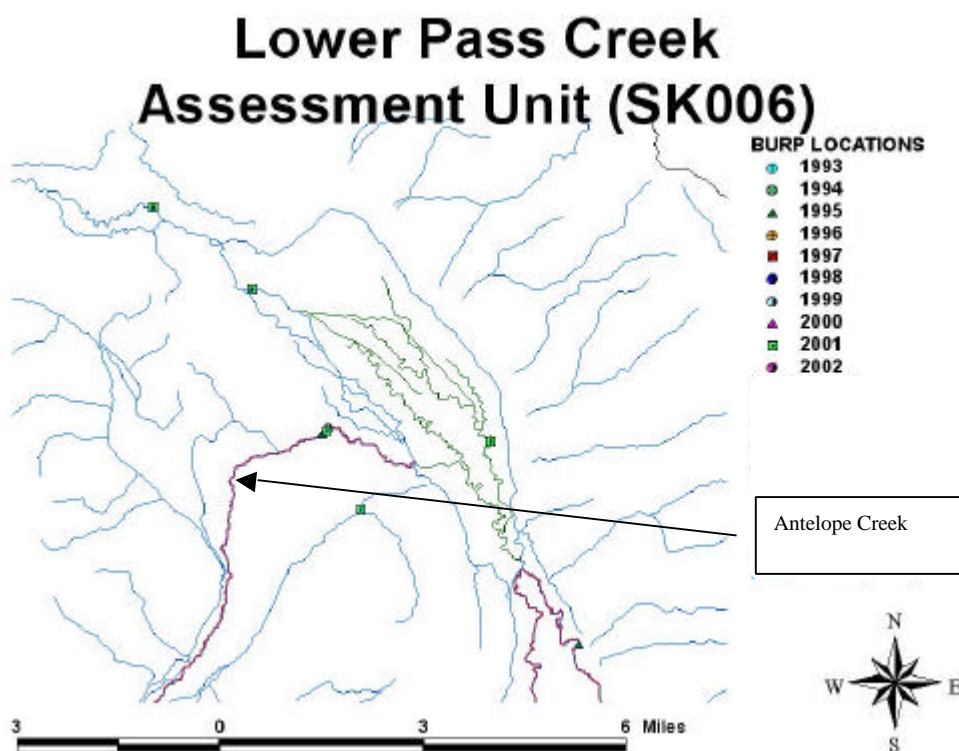 Lower Pass Creek
Assessment Unit (SK006)
BURP LOCATIONS
1993
1994
1995
1996
1997
1998
1999
2000
2001
2002
Antelope Creek
N
W E
S
3 0 3 6 Miles